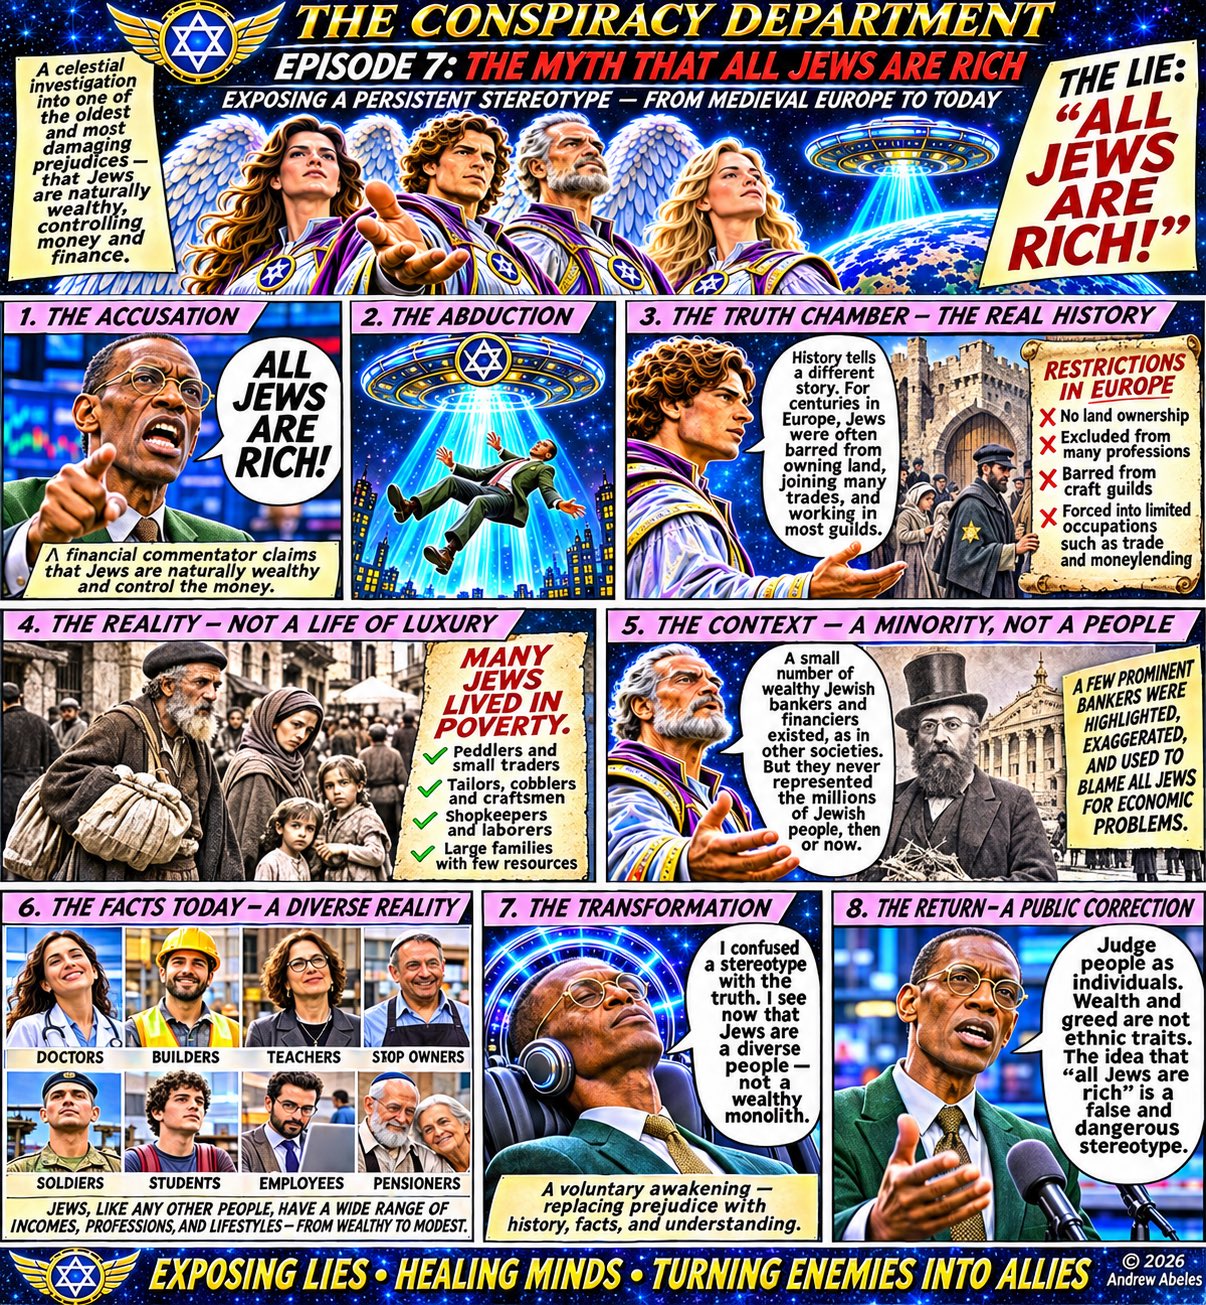 THE CONSPIRACY DEPARTMENT
EPISODE 7: THE MYTH THAT ALL JEWS ARE RICH
EXPOSING A PERSISTENT STEREOTYPE — FROM MEDIEVAL EUROPE TO TODAY
A celestial
investigation
into one of
the oldest
and most
damaging
prejudices —
that Jews
are naturally
wealthy,
controlling
money and
finance.
THE LIE:
"ALL
JEWS
ARE
RICH!"
1. THE ACCUSATION
ALL
JEWS
ARE
RICH!
A financial commentator claims
that Jews are naturally wealthy
and control the money.
2. THE ABDUCTION
3. THE TRUTH CHAMBER — THE REAL HISTORY
History tells
a different
story. For
centuries in
Europe, Jews
were often
barred from
owning land,
joining many
trades, and
working in
most guilds.
RESTRICTIONS
IN EUROPE
No land ownership
Excluded from
many professions
Barred from
craft guilds
Forced into limited
occupations
such as trade
and moneylending
4. THE REALITY — NOT A LIFE OF LUXURY
MANY
JEWS
LIVED IN
POVERTY.
Peddlers and
small traders
Tailors, cobblers
and craftsmen
Shopkeepers
and laborers
Large families
with few resources
5. THE CONTEXT — A MINORITY, NOT A PEOPLE
A small
number of
wealthy Jewish
bankers and
financiers
existed, as in
other societies.
But they never
represented
the millions
of Jewish
people, then
or now.
A FEW PROMINENT
BANKERS WERE
HIGHLIGHTED,
EXAGGERATED,
AND USED TO
BLAME ALL JEWS
FOR ECONOMIC
PROBLEMS.
6. THE FACTS TODAY — A DIVERSE REALITY
DOCTORS
BUILDERS
TEACHERS
STOP OWNERS
SOLDIERS
STUDENTS
EMPLOYEES
PENSIONERS
JEWS, LIKE ANY OTHER PEOPLE, HAVE A WIDE RANGE OF
INCOMES, PROFESSIONS, AND LIFESTYLES — FROM WEALTHY TO MODEST.
7. THE TRANSFORMATION
I confused
a stereotype
with the
truth. I see
now that
Jews are
a diverse
people —
not a
wealthy
monolith.
A voluntary awakening —
replacing prejudice with
history, facts, and understanding.
8. THE RETURN — A PUBLIC CORRECTION
Judge
people as
individuals.
Wealth and
greed are not
ethnic traits.
The idea that
"all Jews are
rich" is a
false and
dangerous
stereotype.
EXPOSING LIES • HEALING MINDS • TURNING ENEMIES INTO ALLIES
© 2026
Andrew Abeles